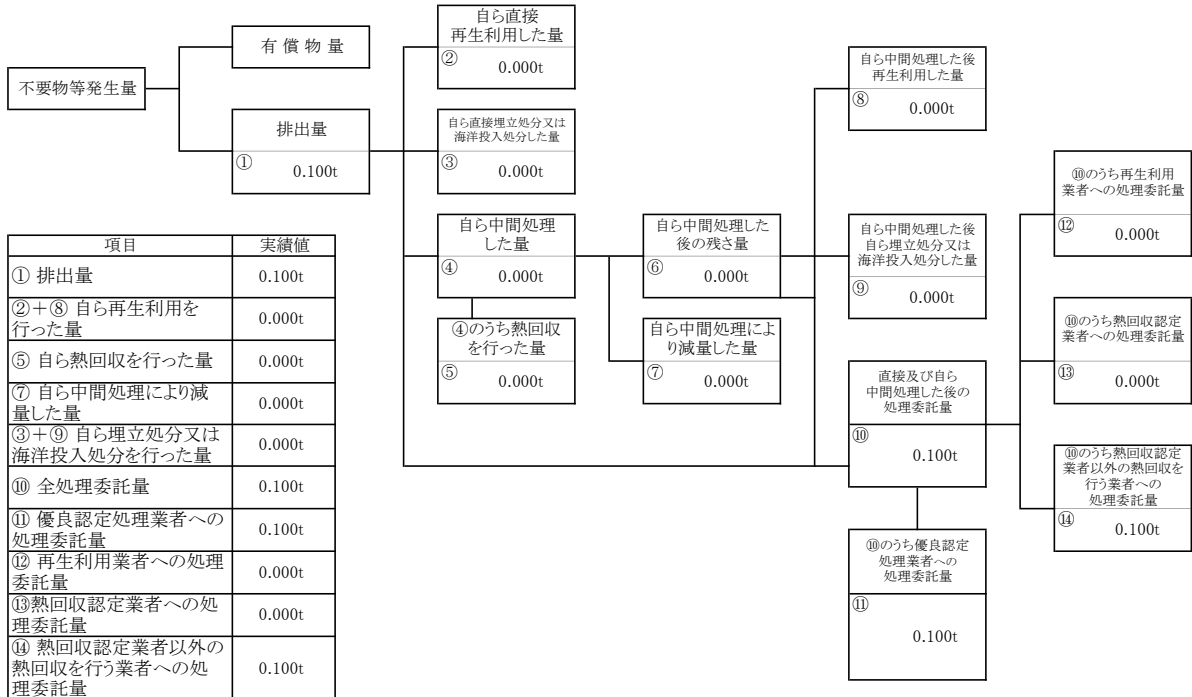 不要物等発生量
有 償 物 量
排出量
①
0.100t
自ら直接
再生利用した量
②
0.000t
自ら直接埋立処分又は
海洋投入処分した量
③
0.000t
自ら中間処理
した量
④
0.000t
④のうち熱回収
を行った量
⑤
0.000t
自ら中間処理した
後の残さ量
⑥
0.000t
自ら中間処理によ
り減量した量
⑦
0.000t
自ら中間処理した後
再生利用した量
⑧
0.000t
自ら中間処理した後
自ら埋立処分又は
海洋投入処分した量
⑨
0.000t
直接及び自ら
中間処理した後の
処理委託量
⑩
0.100t
⑩のうち優良認定
処理業者への
処理委託量
⑪
0.100t
⑩のうち再生利用
業者への処理委託量
⑫
0.000t
⑩のうち熱回収認定
業者への処理委託量
⑬
0.000t
⑩のうち熱回収認定
業者以外の熱回収を
行う業者への
処理委託量
⑭
0.100t
項目 実績値
① 排出量 0.100t
②＋⑧ 自ら再生利用を
行った量 0.000t
⑤ 自ら熱回収を行った量 0.000t
⑦ 自ら中間処理により減
量した量 0.000t
③＋⑨ 自ら埋立処分又は
海洋投入処分を行った量 0.000t
⑩ 全処理委託量 0.100t
⑪ 優良認定処理業者への
処理委託量 0.100t
⑫ 再生利用業者への処理
委託量 0.000t
⑬熱回収認定業者への処
理委託量 0.000t
⑭ 熱回収認定業者以外の
熱回収を行う業者への処
理委託量 0.100t